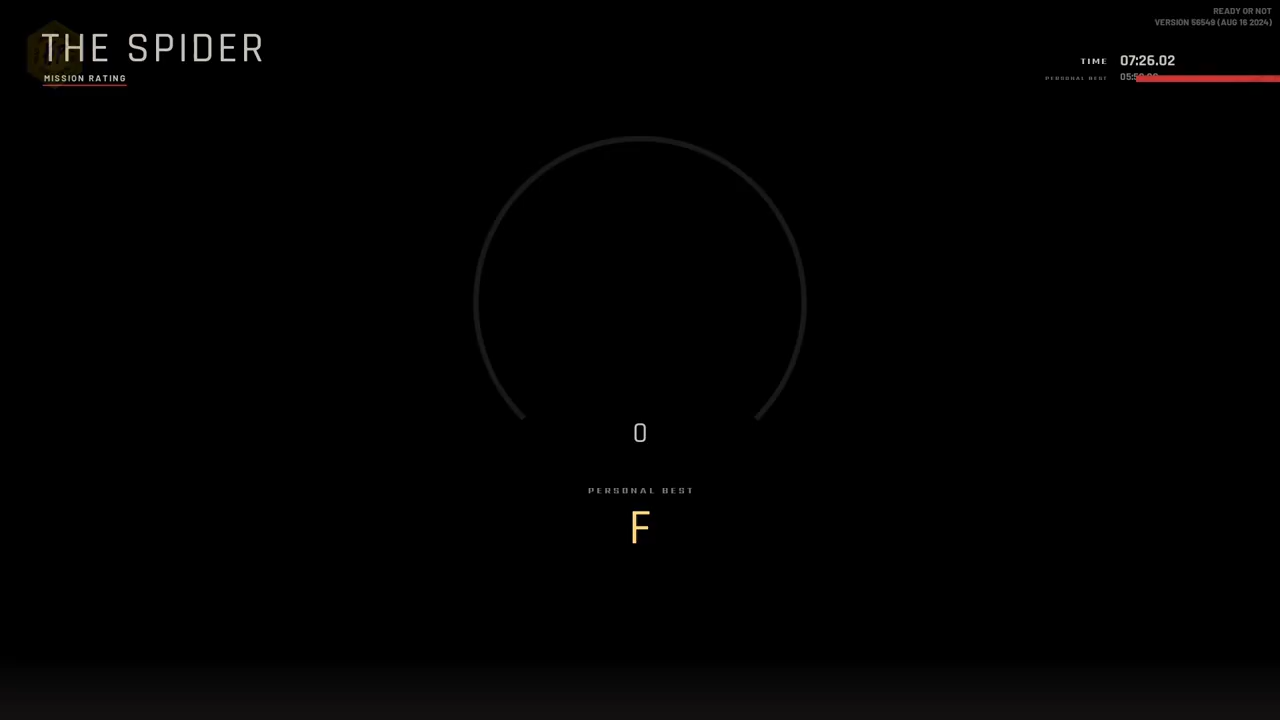 READY OR NOT
VERSION 56549 (AUG 16 2024)
THE SPIDER
MISSION RATING
TIME 07:26.02
PERSONAL BEST
0
PERSONAL BEST
F